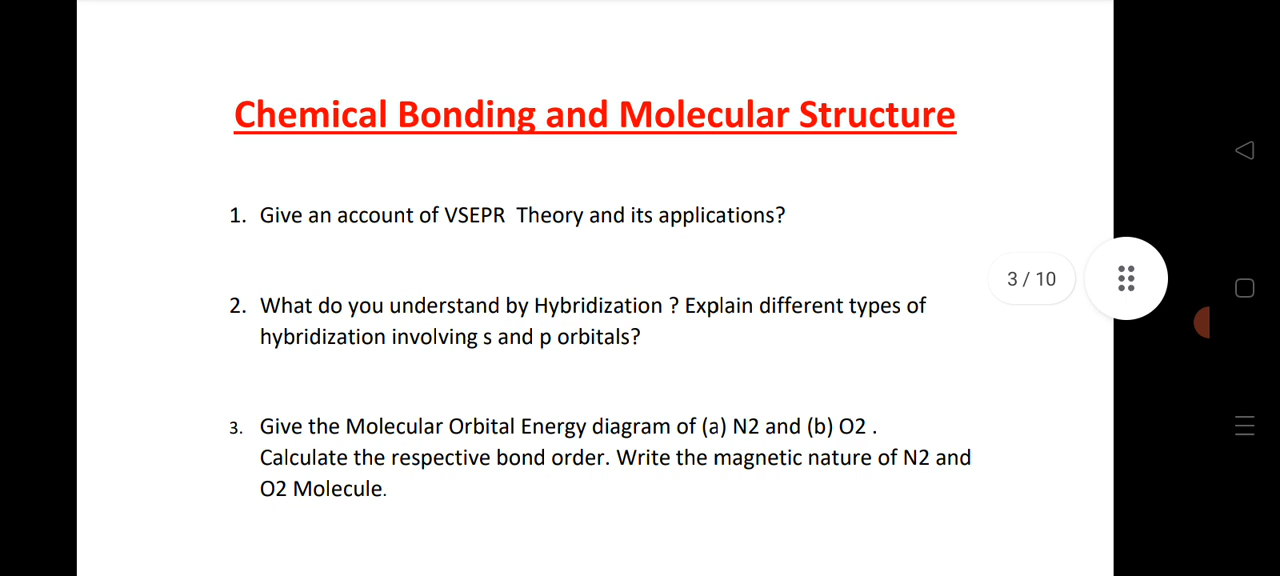 Chemical Bonding and Molecular Structure
1. Give an account of VSEPR Theory and its applications?
3 / 10
2. What do you understand by Hybridization ? Explain different types of
hybridization involving s and p orbitals?
3. Give the Molecular Orbital Energy diagram of (a) N2 and (b) O2 .
Calculate the respective bond order. Write the magnetic nature of N2 and
O2 Molecule.